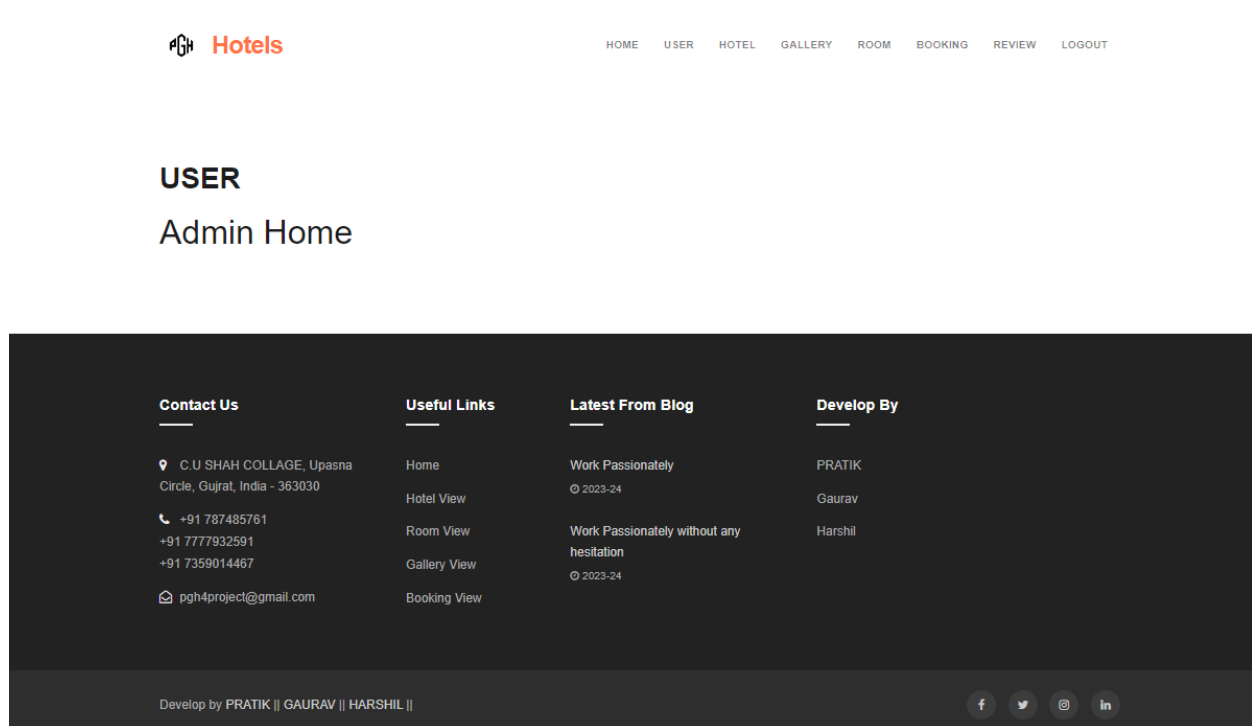 PGH Hotels
HOME USER HOTEL GALLERY ROOM BOOKING REVIEW LOGOUT
USER
Admin Home
Contact Us
C.U SHAH COLLAGE, Upasna
Circle, Gujrat, India - 363030
+91 787485761
+91 7777932591
+91 7359014467
pgh4project@gmail.com
Useful Links
Home
Hotel View
Room View
Gallery View
Booking View
Latest From Blog
Work Passionately
2023-24
Work Passionately without any
hesitation
2023-24
Develop By
PRATIK
Gaurav
Harshil
Develop by PRATIK || GAURAV || HARSHIL ||